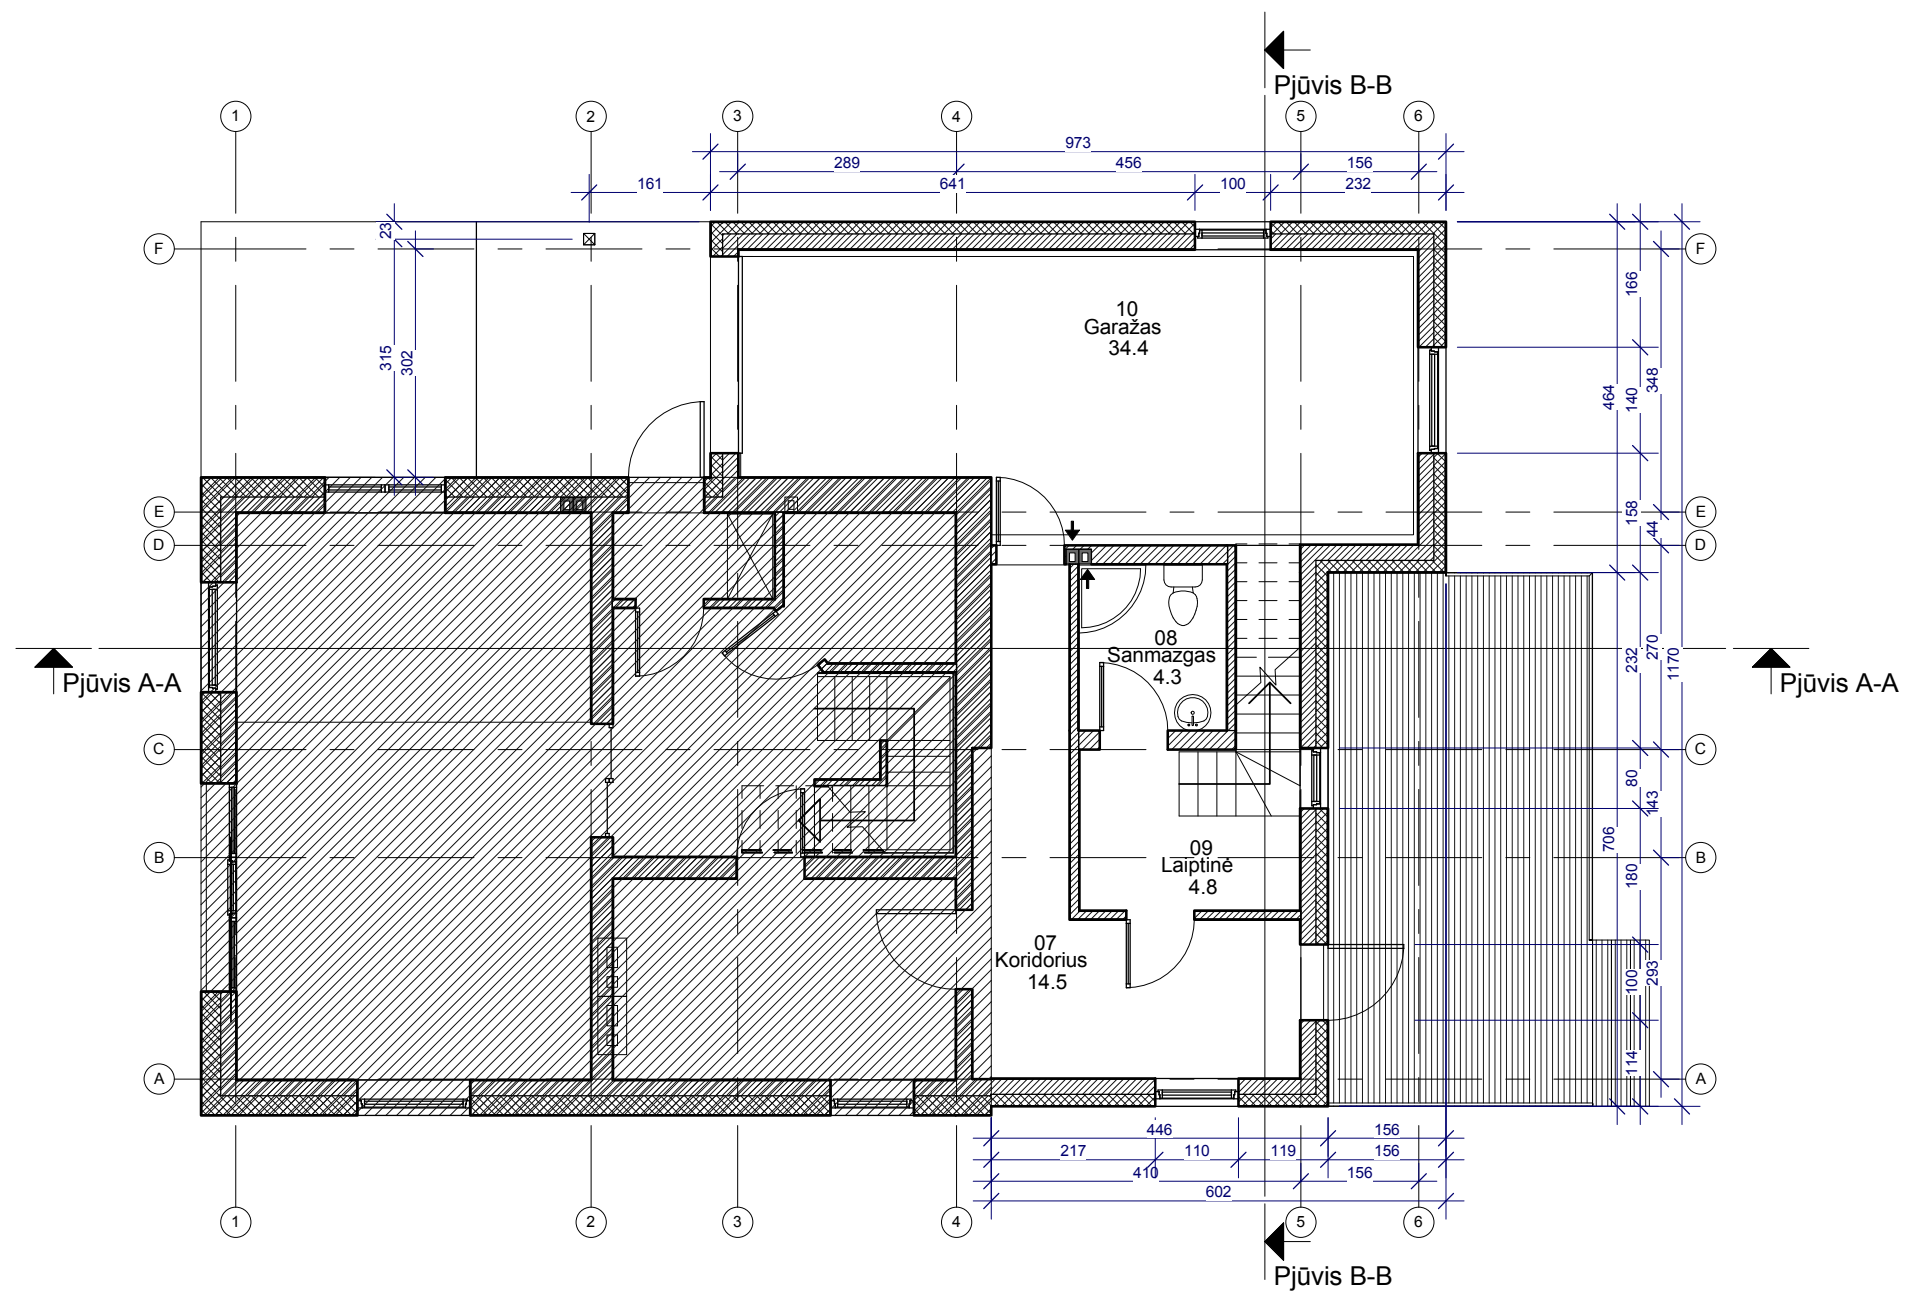 Pjūvis B-B
1
2
3
4
5
6
973
289
456
156
161
641
100
232
F
F
23
315
302
10
Garažas
34.4
166
348
464
140
158
44
E
E
D
D
08
Sanmazgas
4.3
232
270
1170
Pjūvis A-A
Pjūvis A-A
C
C
80
143
706
B
B
09
Laiptinė
4.8
180
07
Koridorius
14.5
100
293
114
A
A
446
156
217
110
119
156
410
156
602
1
2
3
4
5
6
Pjūvis B-B